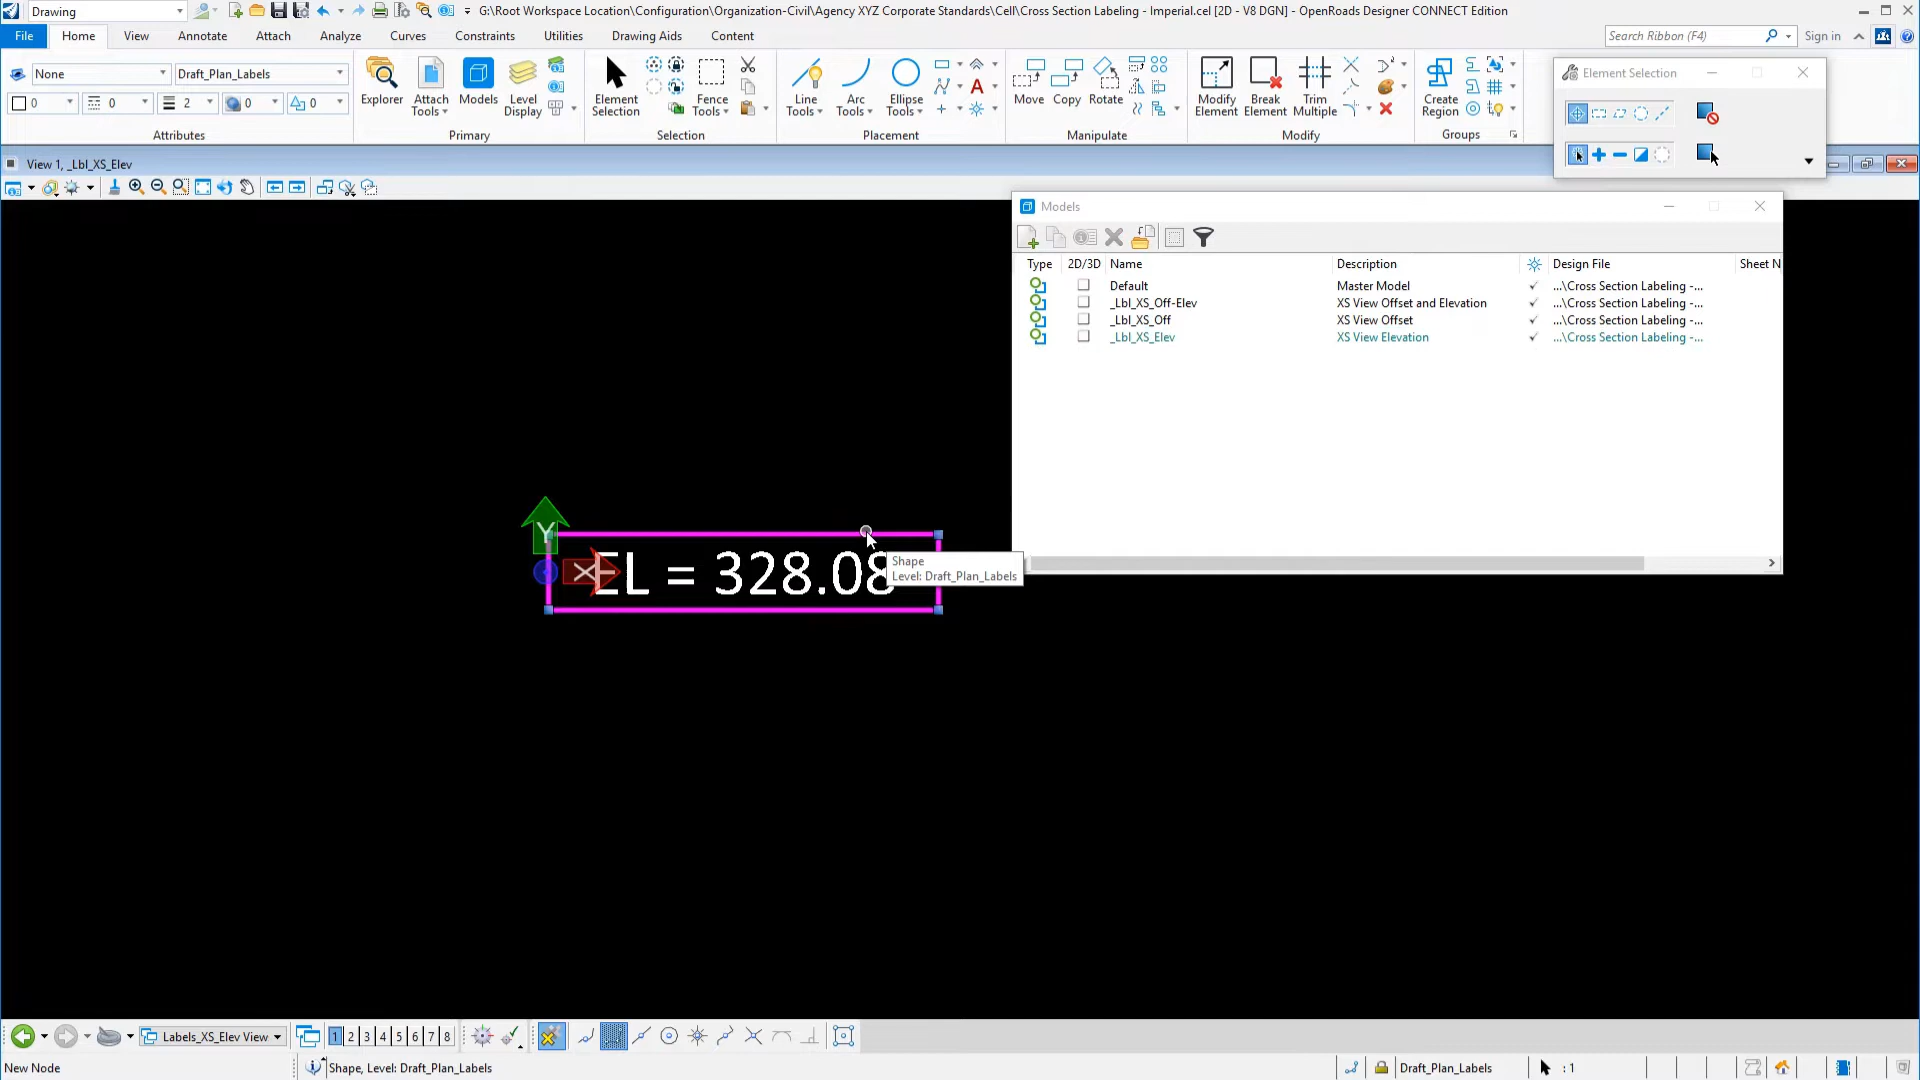 Drawing
G:\Root Workspace Location\Configuration\Organization-Civil\Agency XYZ Corporate Standards\Cell\Cross Section Labeling - Imperial.cel [2D - V8 DGN] - OpenRoads Designer CONNECT Edition
File Home View Annotate Attach Analyze Curves Constraints Utilities Drawing Aids Content
Search Ribbon (F4) Sign in
None Draft_Plan_Labels
0 0 2 0 0
Attributes
Explorer Attach Tools Models Level Display
Primary
Element Selection Fence Tools
Selection
Line Tools Arc Tools Ellipse Tools
Placement
Move Copy Rotate
Manipulate
Modify Element Break Element Trim Multiple
Modify
Create Region
Groups
Element Selection
View 1, _Lbl_XS_Elev
Models
Type 2D/3D Name Description Design File Sheet N
Default Master Model ...\Cross Section Labeling -...
_Lbl_XS_Off-Elev XS View Offset and Elevation ...\Cross Section Labeling -...
_Lbl_XS_Off XS View Offset ...\Cross Section Labeling -...
_Lbl_XS_Elev XS View Elevation ...\Cross Section Labeling -...
Y
X
EL = 328.08
Shape
Level: Draft_Plan_Labels
Labels_XS_Elev View 1 2 3 4 5 6 7 8
New Node Shape, Level: Draft_Plan_Labels Draft_Plan_Labels : 1